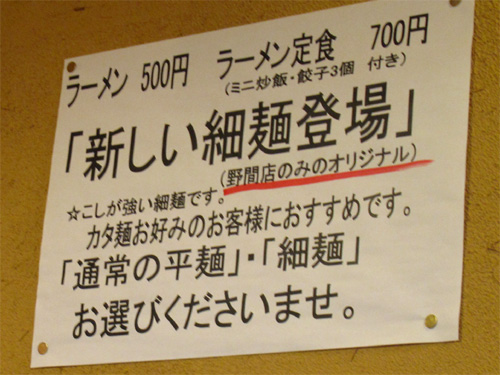 ラーメン 500円 ラーメン定食 700円
(ミニ炒飯・餃子3個 付き)
「新しい細麺登場」
(野間店のみのオリジナル)
☆こしが強い細麺です。
カタ麺お好みのお客様におすすめです。
「通常の平麺」・「細麺」
お選びくださいませ。